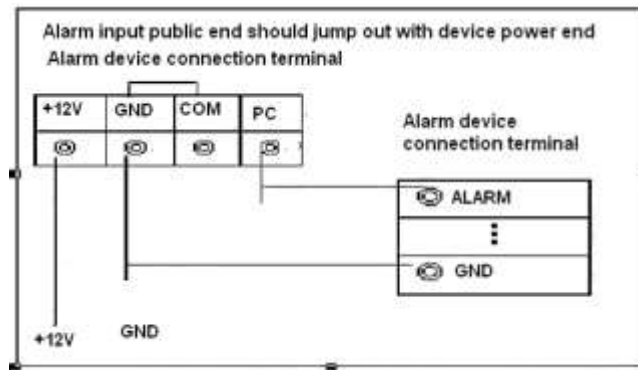 Alarm input public end should jump out with device power end
Alarm device connection terminal
+12V GND COM PC
Alarm device
connection terminal
ALARM
GND
+12V GND